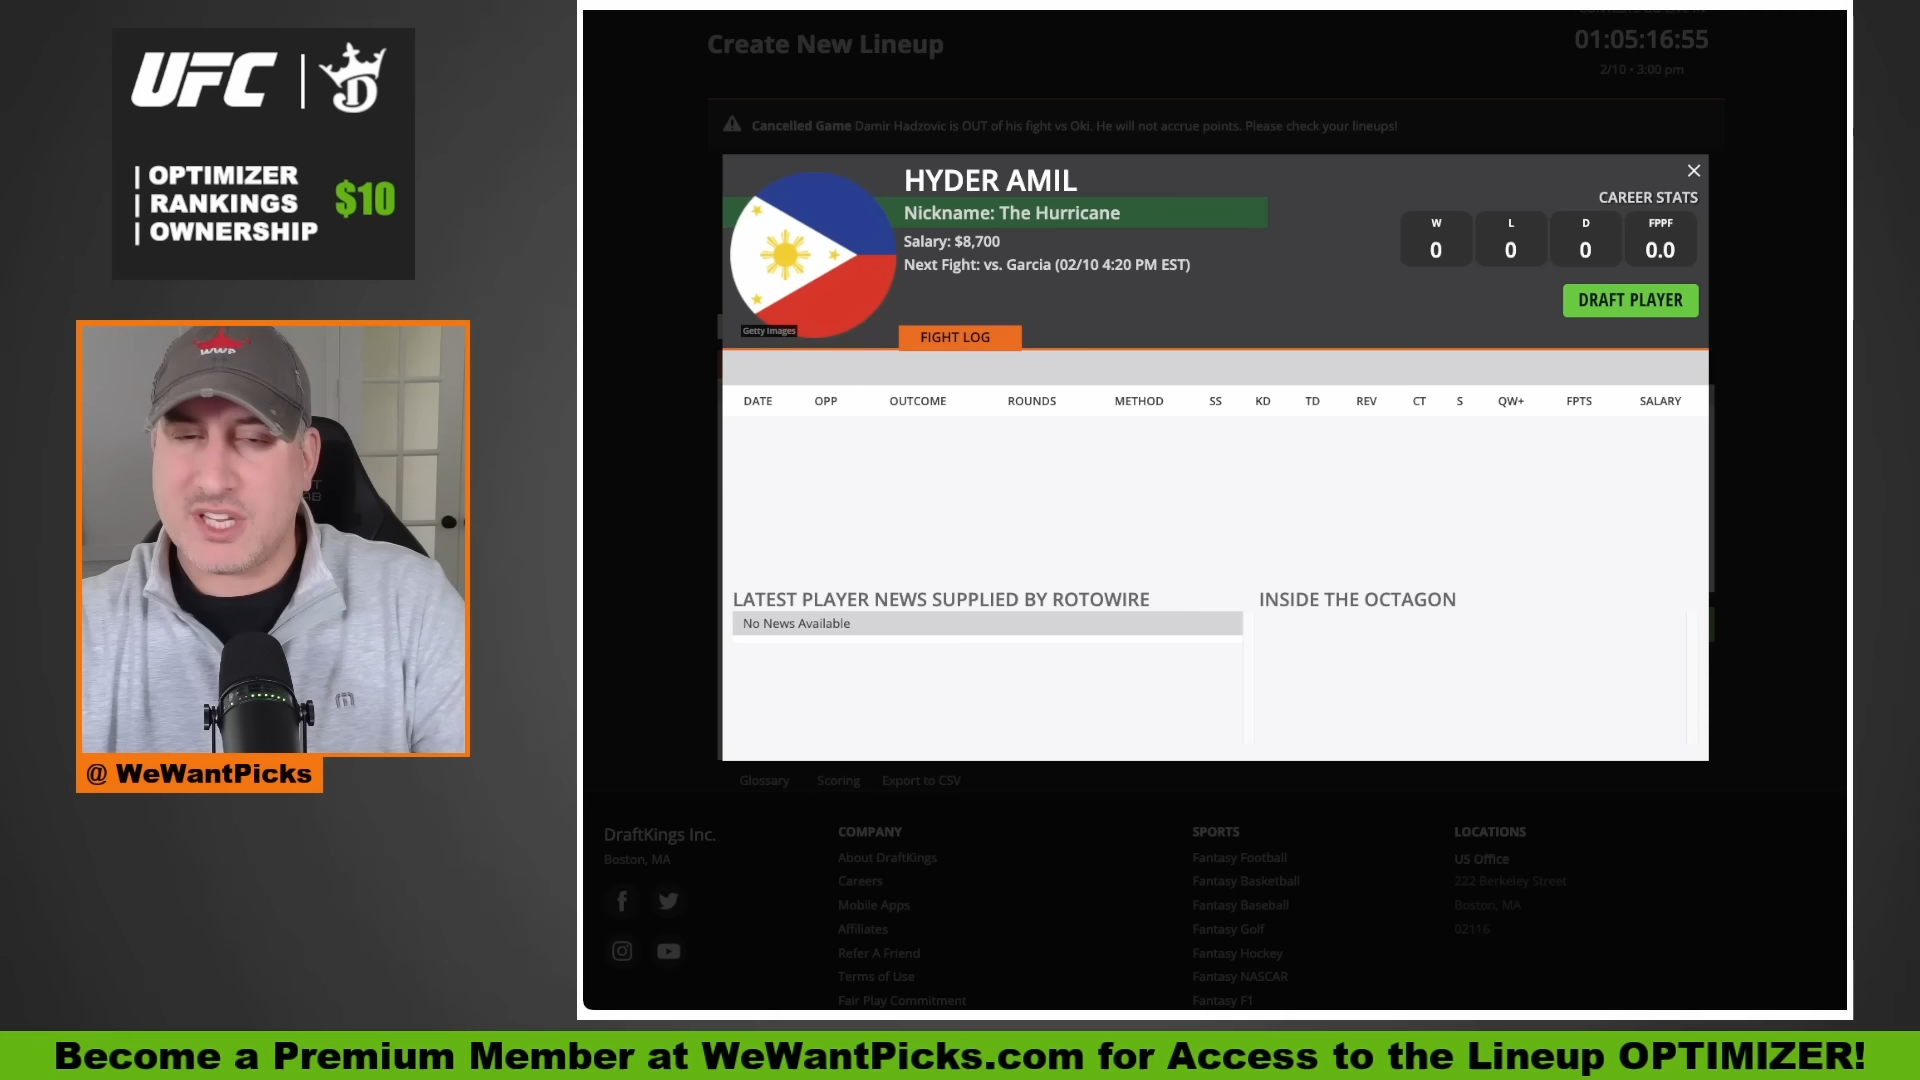 UFC
| OPTIMIZER
| RANKINGS
| OWNERSHIP
$10
WWP
@ WeWantPicks
Create New Lineup
01:05:16:55
2/10 • 3:00 pm
Cancelled Game Damir Hadzovic is OUT of his fight vs Oki. He will not accrue points. Please check your lineups!
HYDER AMIL
Nickname: The Hurricane
Salary: $8,700
Next Fight: vs. Garcia (02/10 4:20 PM EST)
Getty Images
CAREER STATS
W L D FPPF
0 0 0 0.0
DRAFT PLAYER
FIGHT LOG
DATE OPP OUTCOME ROUNDS METHOD SS KD TD REV CT S QW+ FPTS SALARY
LATEST PLAYER NEWS SUPPLIED BY ROTOWIRE
No News Available
INSIDE THE OCTAGON
Glossary Scoring Export to CSV
DraftKings Inc.
Boston, MA
COMPANY
About DraftKings
Careers
Mobile Apps
Affiliates
Refer A Friend
Terms of Use
Fair Play Commitment
SPORTS
Fantasy Football
Fantasy Basketball
Fantasy Baseball
Fantasy Golf
Fantasy Hockey
Fantasy NASCAR
Fantasy F1
LOCATIONS
US Office
222 Berkeley Street
Boston, MA
02116
Become a Premium Member at WeWantPicks.com for Access to the Lineup OPTIMIZER!